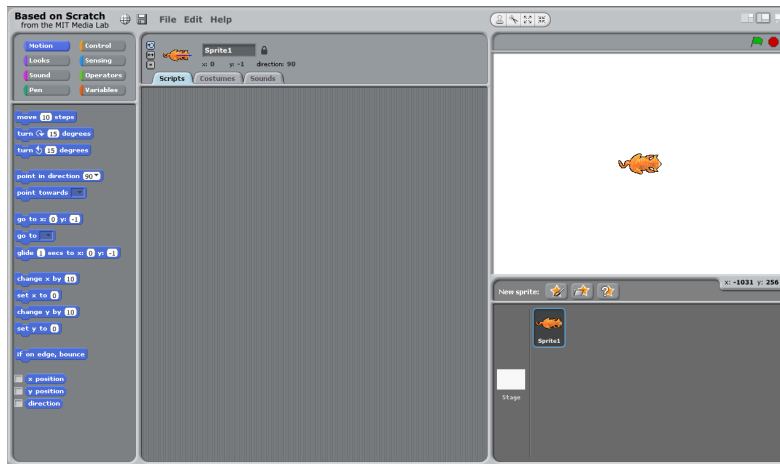 Based on Scratch
from the MIT Media Lab
File Edit Help
Motion Control
Looks Sensing
Sound Operators
Pen Variables
move 10 steps
turn 15 degrees
turn 15 degrees
point in direction 90
point towards
go to x: 0 y: -1
go to
glide 1 secs to x: 0 y: -1
change x by 10
set x to 0
change y by 10
set y to 0
if on edge, bounce
x position
y position
direction
Sprite1
x: 0 y: -1 direction: 90
Scripts Costumes Sounds
x: -1031 y: 256
New sprite:
Sprite1
Stage